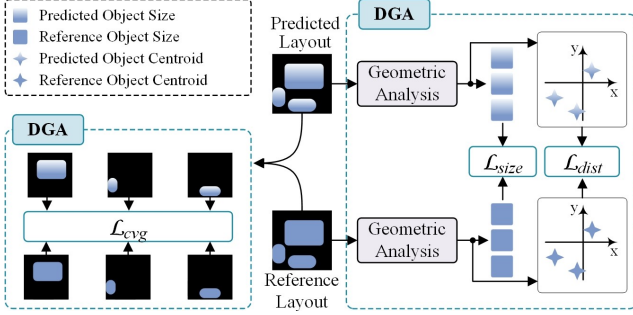 Predicted Object Size
Reference Object Size
Predicted Object Centroid
Reference Object Centroid
DGA
ℒcvg
Predicted
Layout
Reference
Layout
DGA
Geometric
Analysis
y
x
ℒsize
ℒdist
Geometric
Analysis
y
x